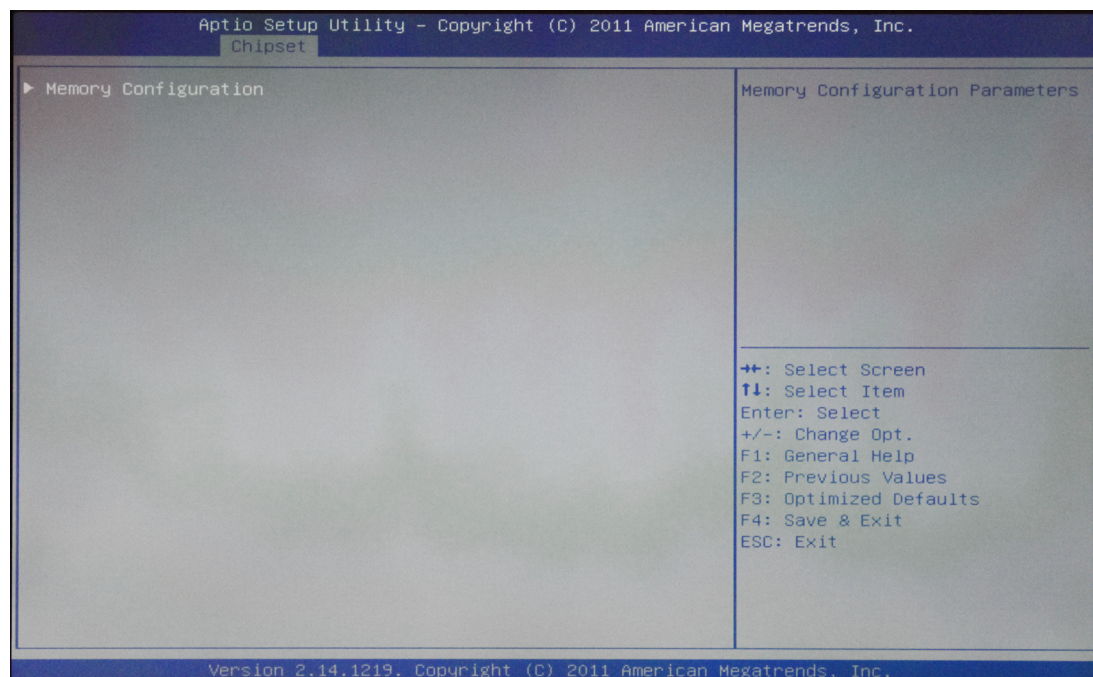 Aptio Setup Utility – Copyright (C) 2011 American Megatrends, Inc.
Chipset
▶ Memory Configuration
Memory Configuration Parameters
→←: Select Screen
↑↓: Select Item
Enter: Select
+/-: Change Opt.
F1: General Help
F2: Previous Values
F3: Optimized Defaults
F4: Save & Exit
ESC: Exit
Version 2.14.1219. Copyright (C) 2011 American Megatrends, Inc.